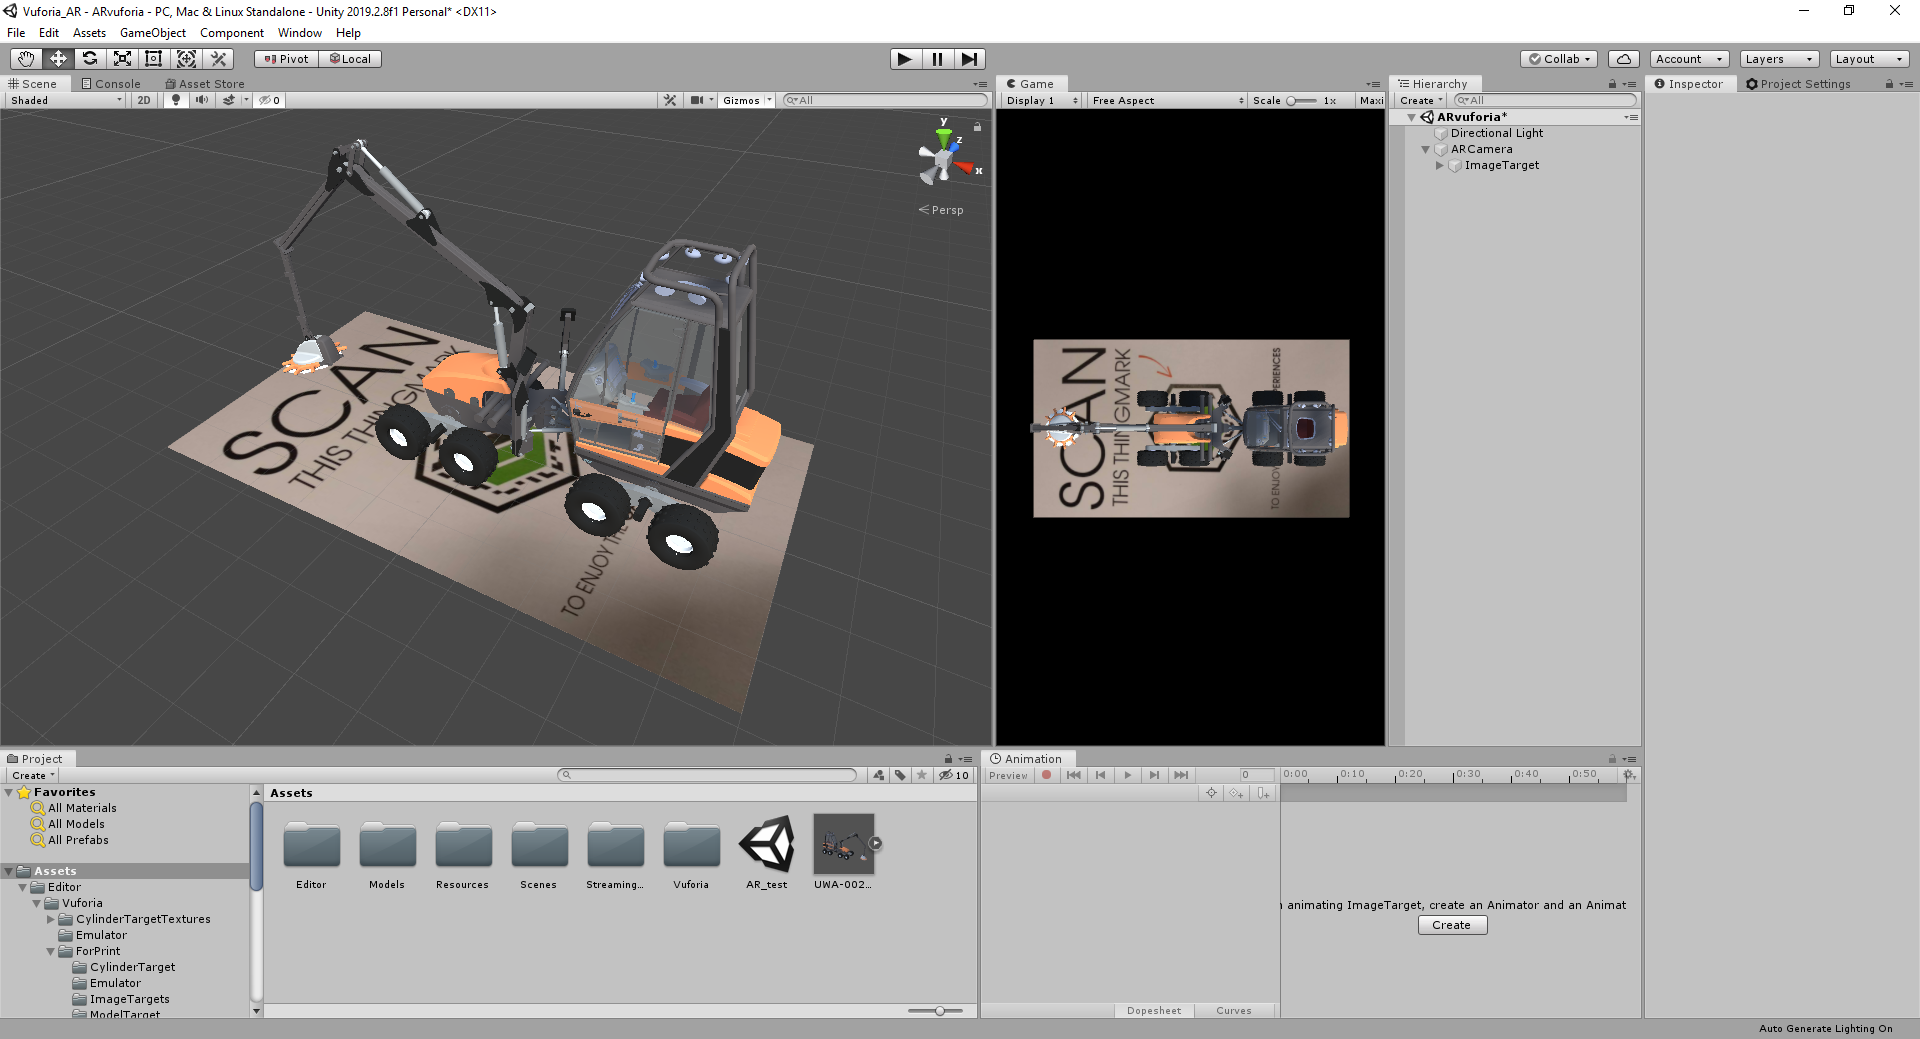 Vuforia_AR - ARvuforia - PC, Mac & Linux Standalone - Unity 2019.2.8f1 Personal* <DX11>
File Edit Assets GameObject Component Window Help
Pivot Local Collab Account Layers Layout
Scene Console Asset Store
Shaded 2D 0 Gizmos All
y
z
x
Persp
SCAN
THIS THINGMARK
TO ENJOY THE
Game
Display 1 Free Aspect Scale 1x Maxi
SCAN
THIS THINGMARK
TO ENJOY
PERIENCES
Hierarchy
Create All
ARvuforia*
Directional Light
ARCamera
ImageTarget
Inspector Project Settings
Project
Create 10
Favorites
All Materials
All Models
All Prefabs
Assets
Editor
Vuforia
CylinderTargetTextures
Emulator
ForPrint
CylinderTarget
Emulator
ImageTargets
ModelTarget
Assets
Editor Models Resources Scenes Streaming... Vuforia AR_test UWA-002...
Animation
Preview 0 0:00 0:10 0:20 0:30 0:40 0:50
animating ImageTarget, create an Animator and an Animat
Create
Dopesheet Curves
Auto Generate Lighting On